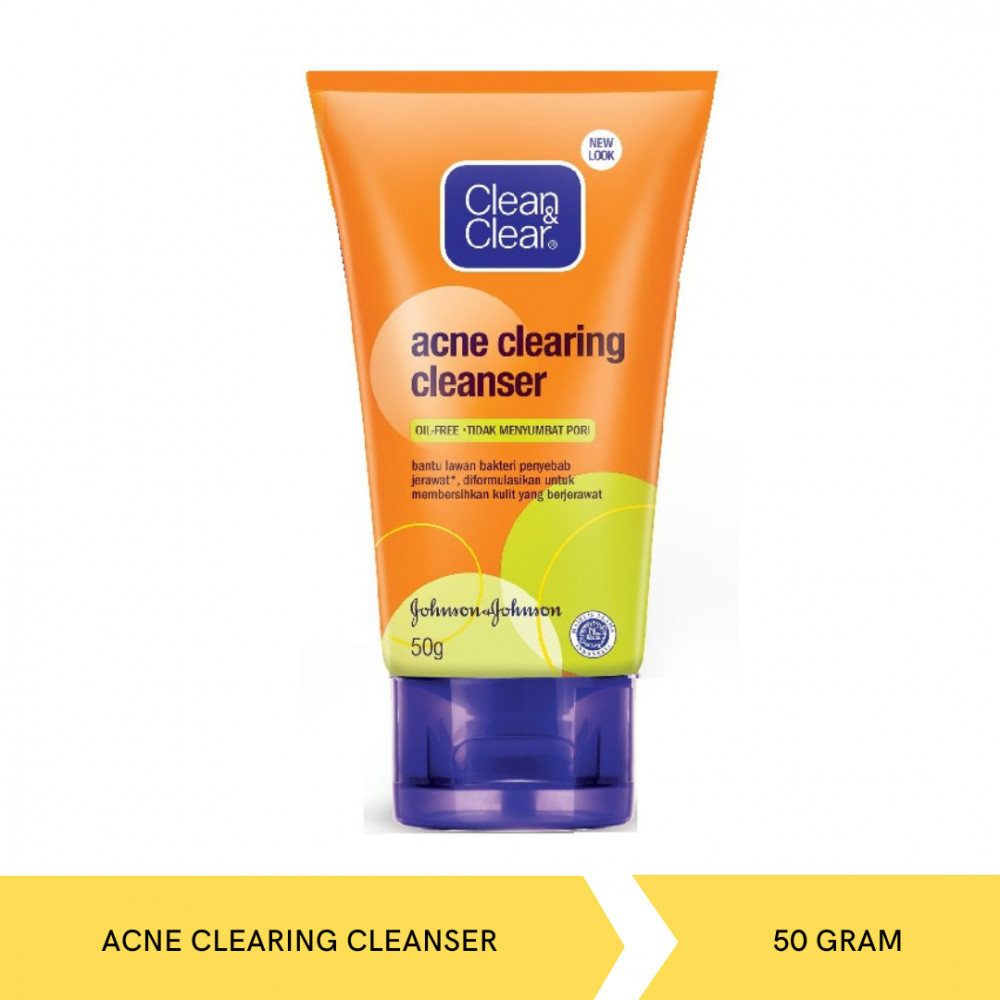 NEW
LOOK
Clean
&
Clear®
acne clearing
cleanser
OIL-FREE •TIDAK MENYUMBAT PORI
bantu lawan bakteri penyebab
jerawat*, diformulasikan untuk
membersihkan kulit yang berjerawat
Johnson&Johnson
50g
ACNE CLEARING CLEANSER
50 GRAM